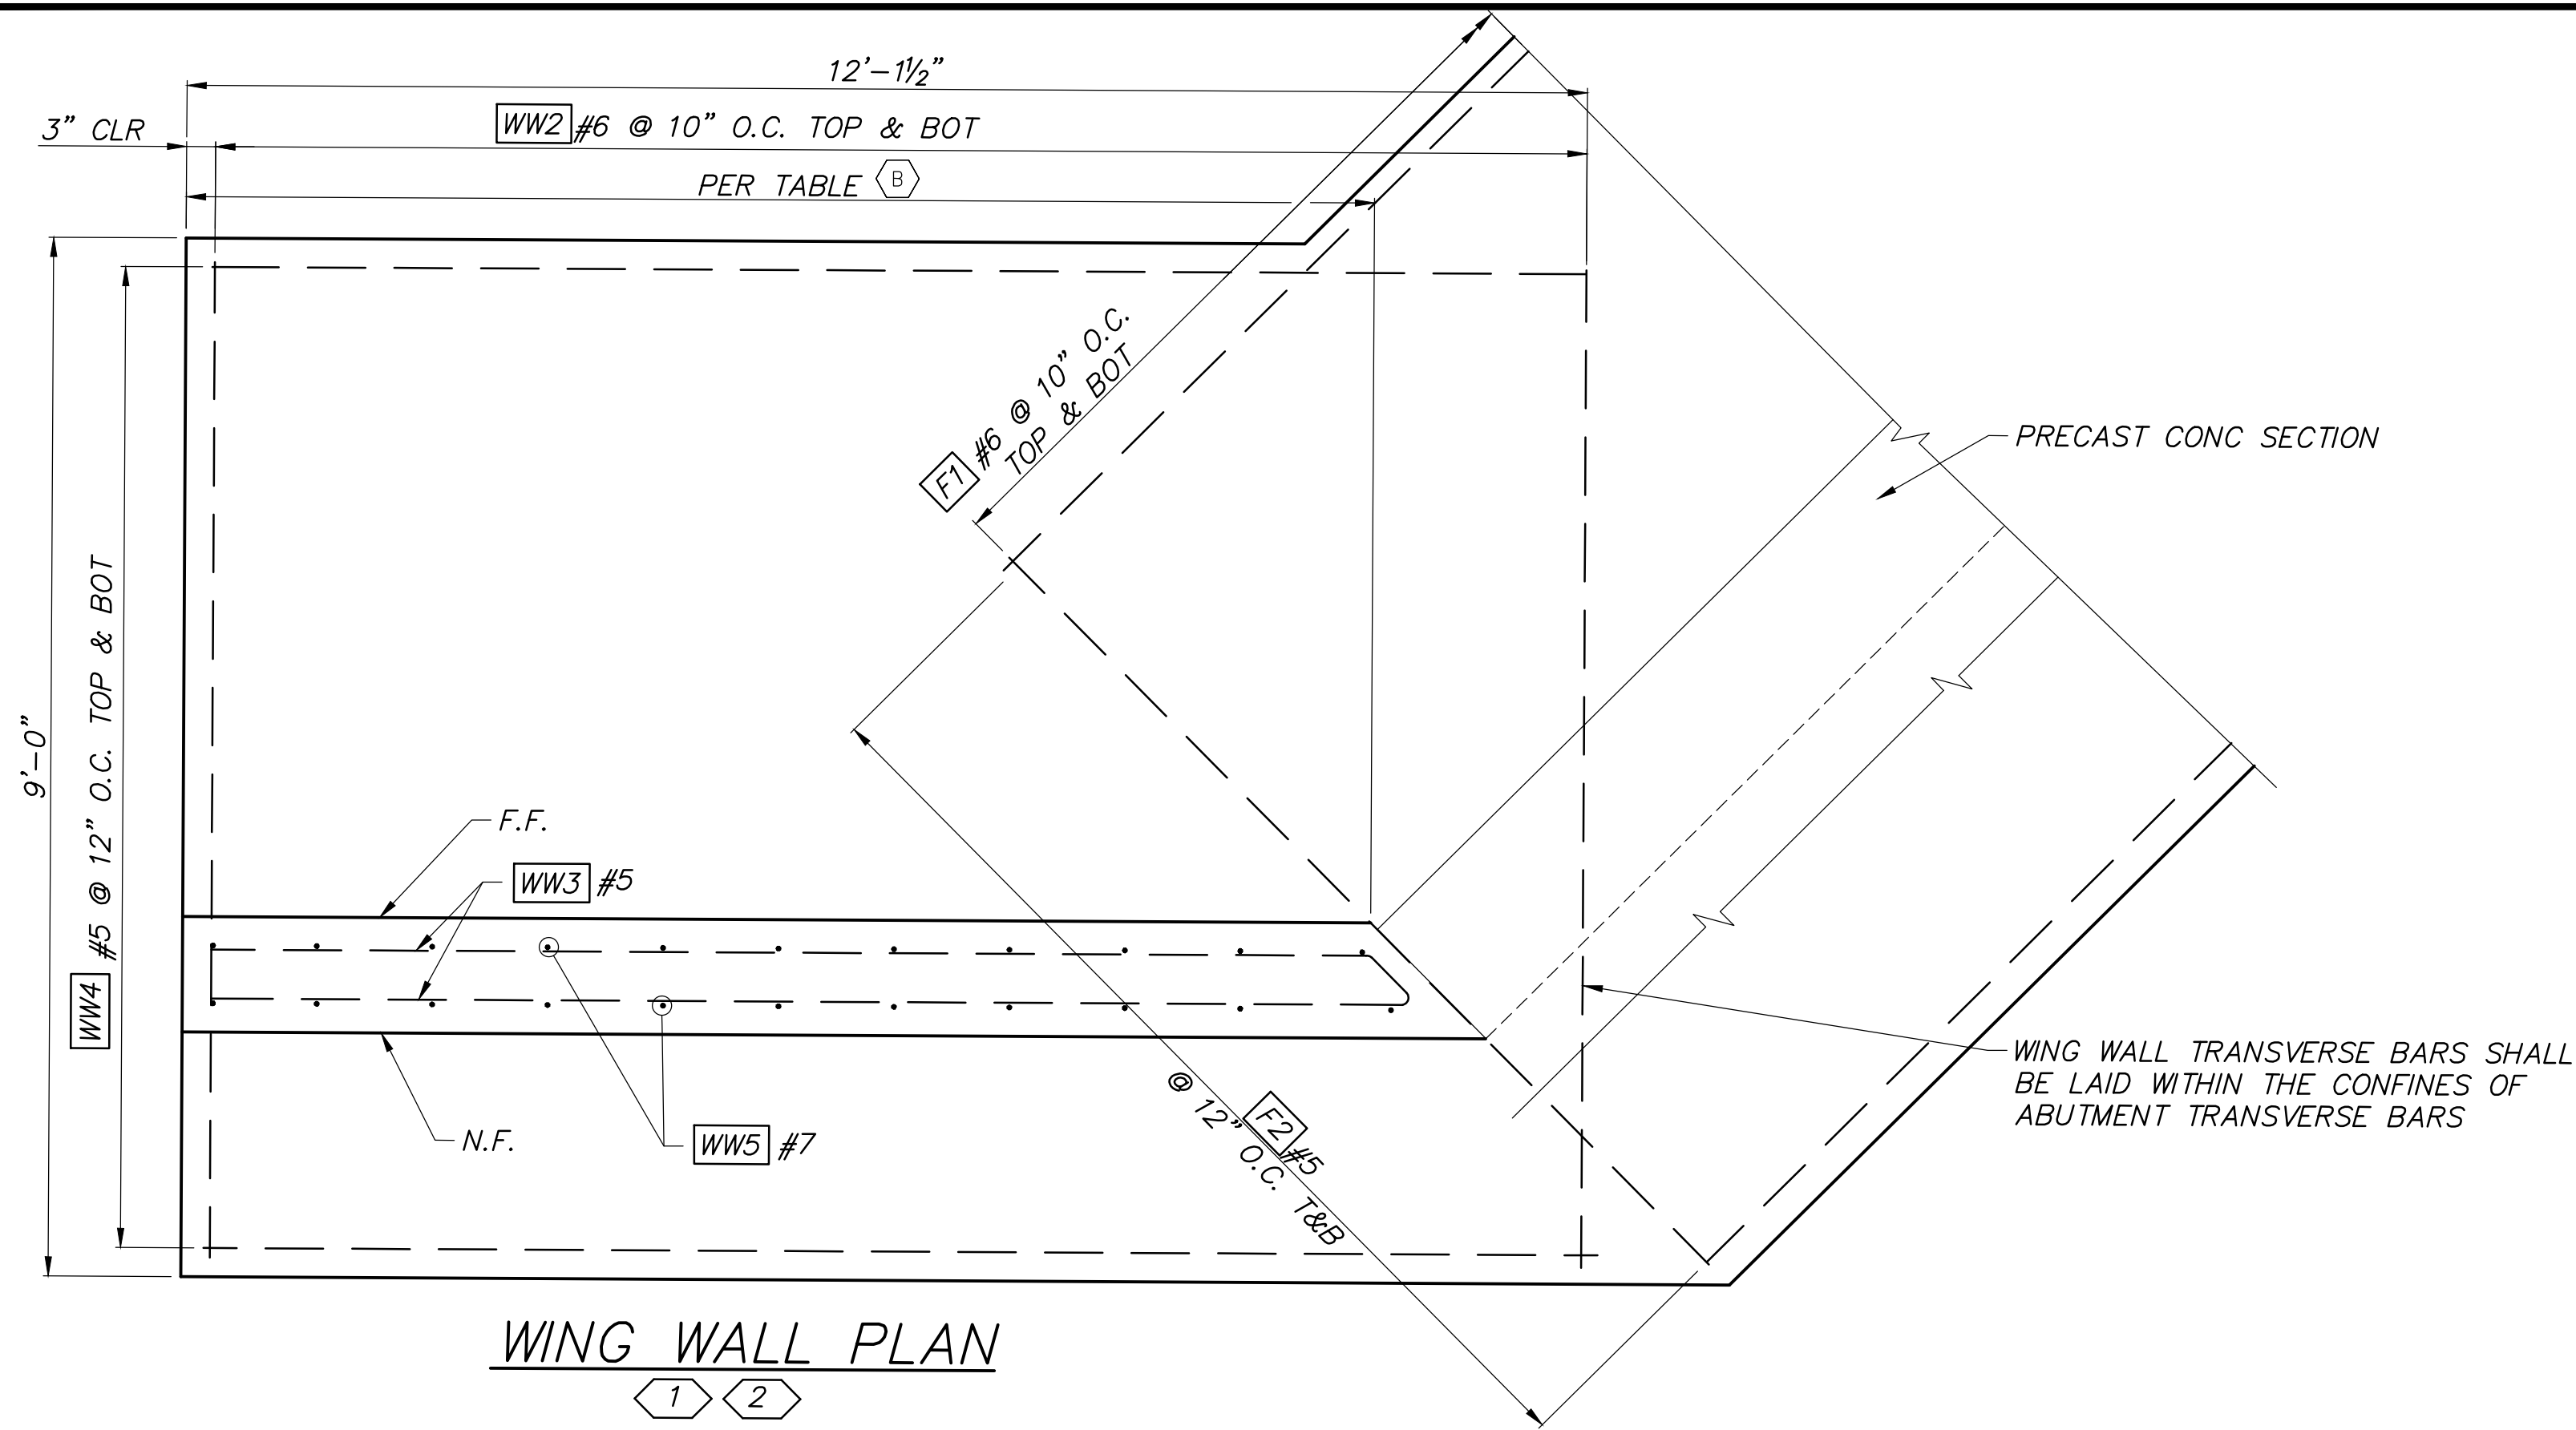 12'-1½"
3" CLR
WW2 #6 @ 10" O.C. TOP & BOT
PER TABLE B
F1 #6 @ 10" O.C.
TOP & BOT
PRECAST CONC SECTION
9'-0"
WW4 #5 @ 12" O.C. TOP & BOT
F.F.
WW3 #5
N.F.
WW5 #7
F2 #5
@ 12" O.C. T&B
WING WALL TRANSVERSE BARS SHALL
BE LAID WITHIN THE CONFINES OF
ABUTMENT TRANSVERSE BARS
WING WALL PLAN
1 2